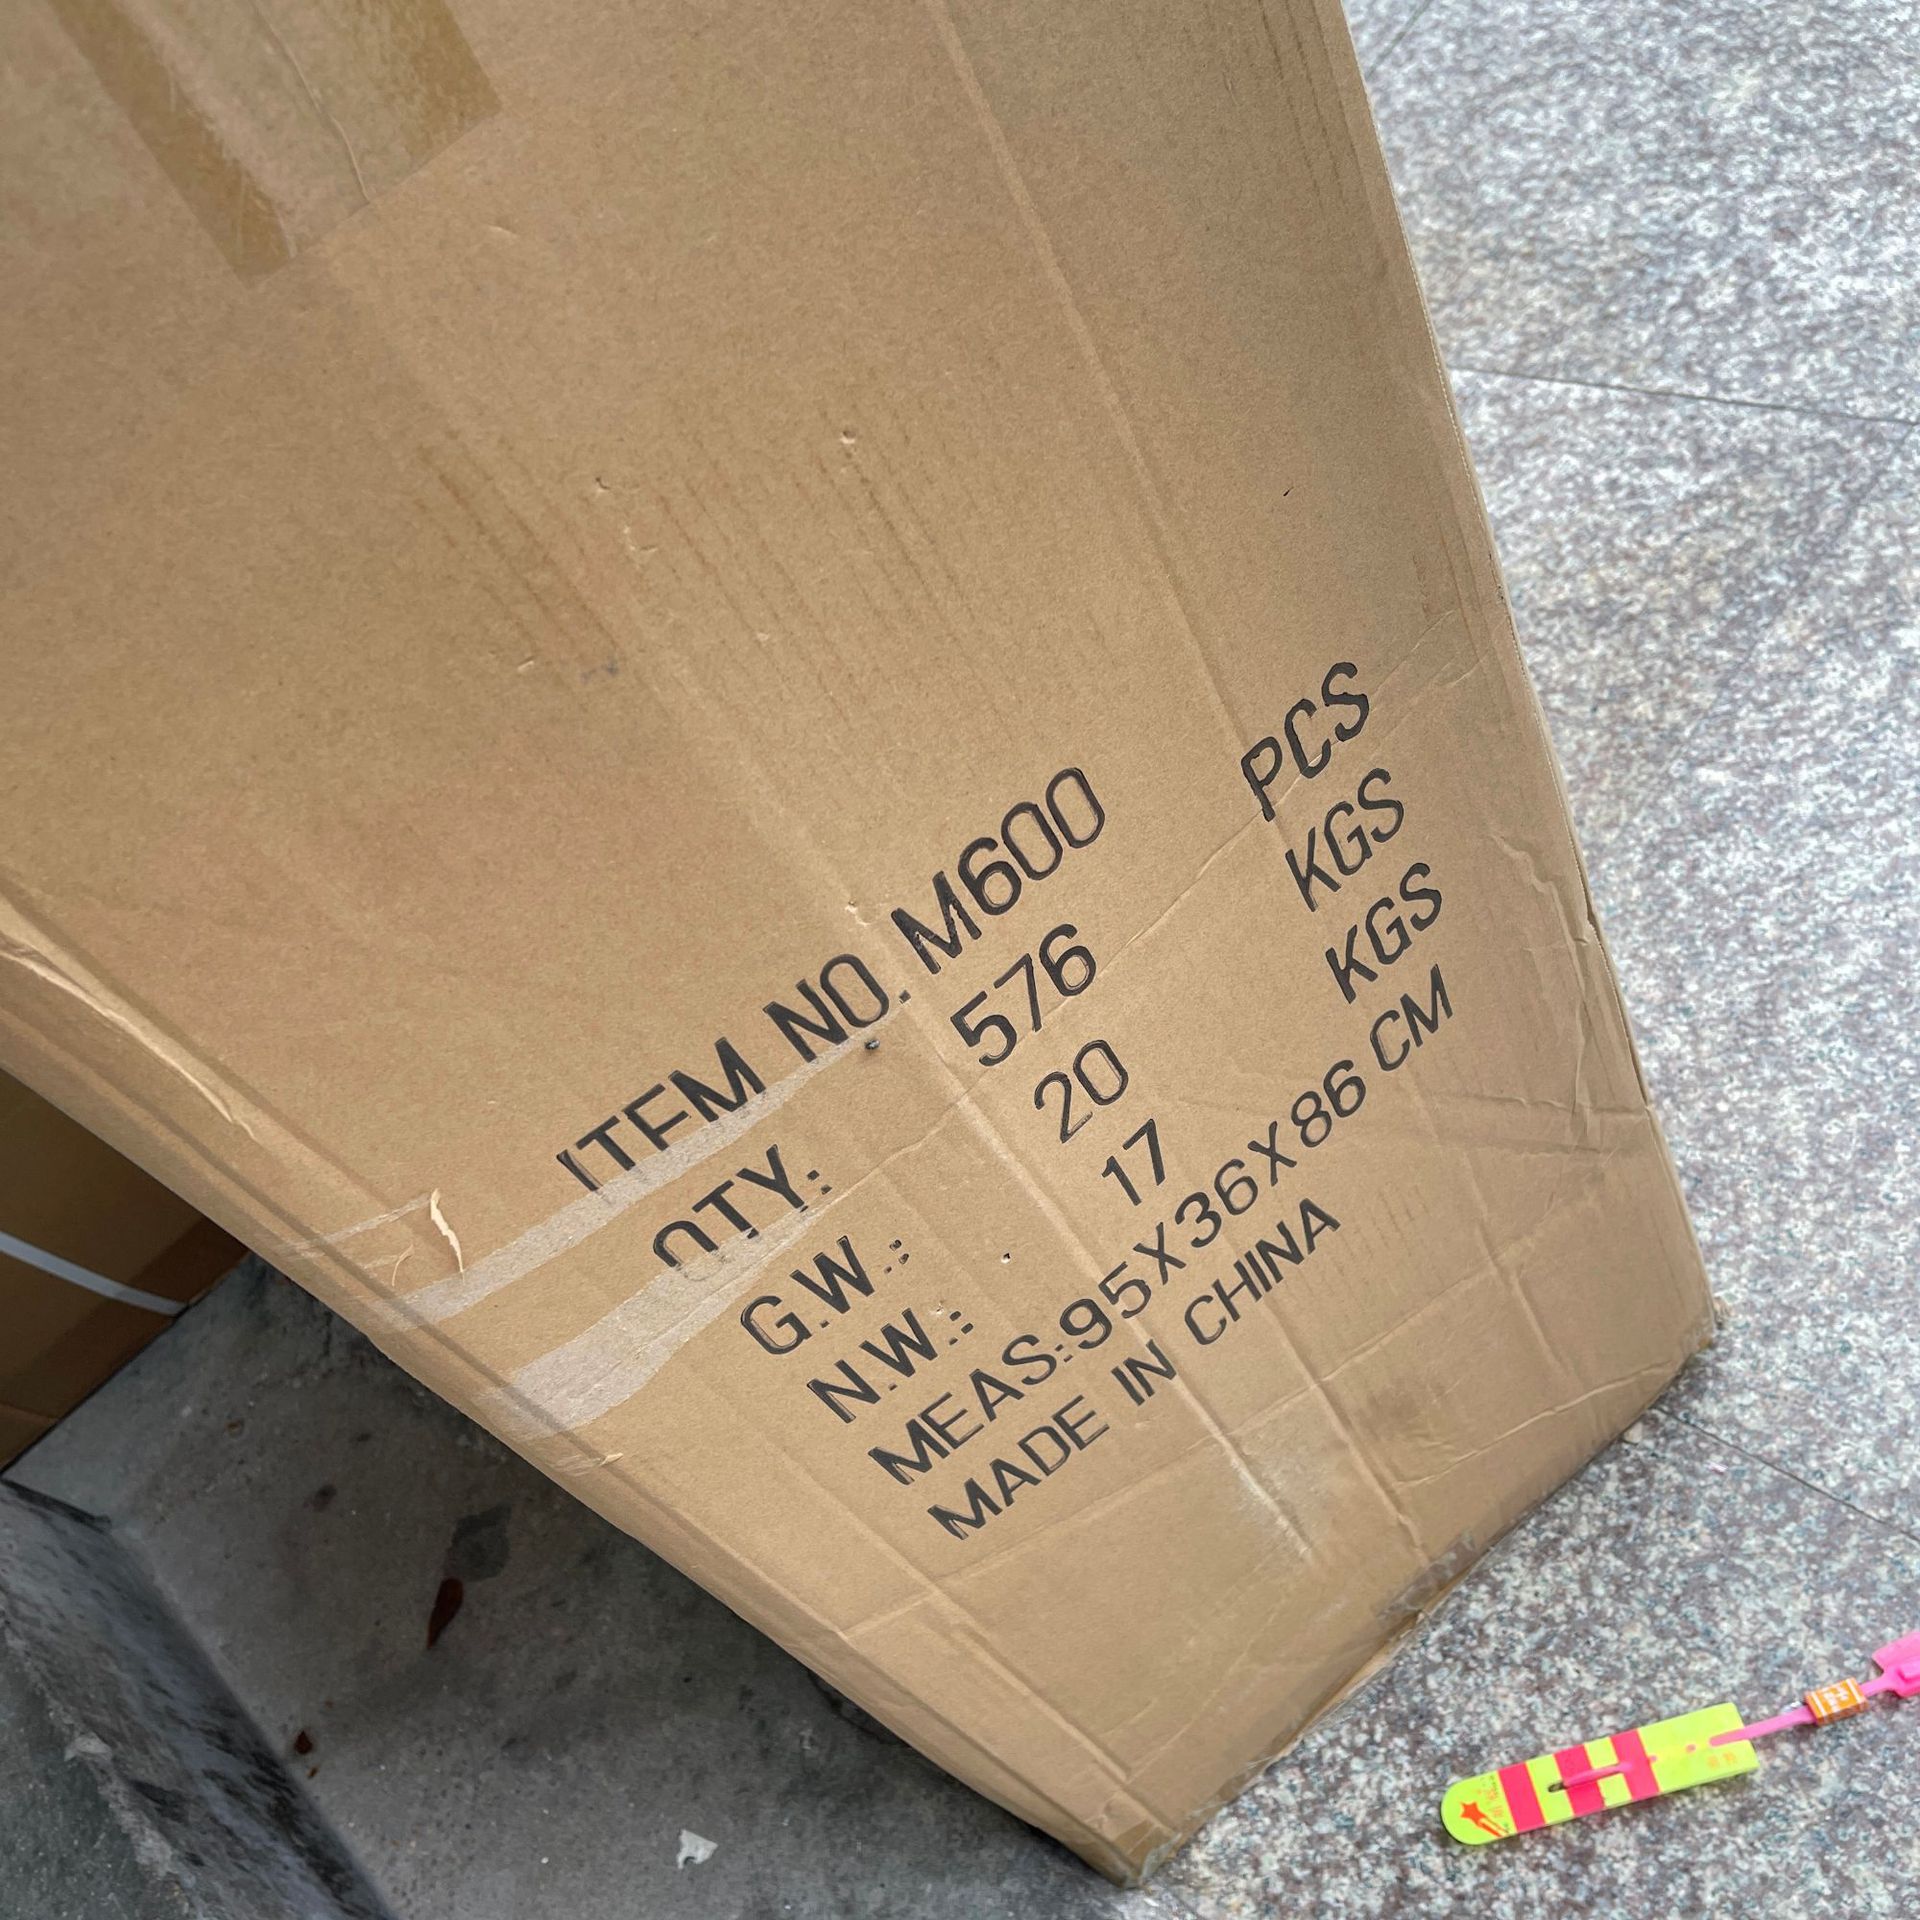 ITEM NO. M600
QTY: 576 PCS
G.W.: 20 KGS
N.W.: 17 KGS
MEAS:95X36X86 CM
MADE IN CHINA